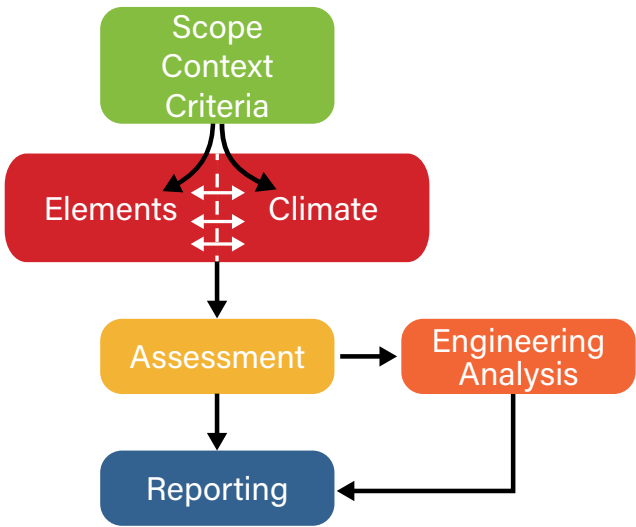 Scope
Context
Criteria
Elements
Climate
Assessment
Engineering
Analysis
Reporting